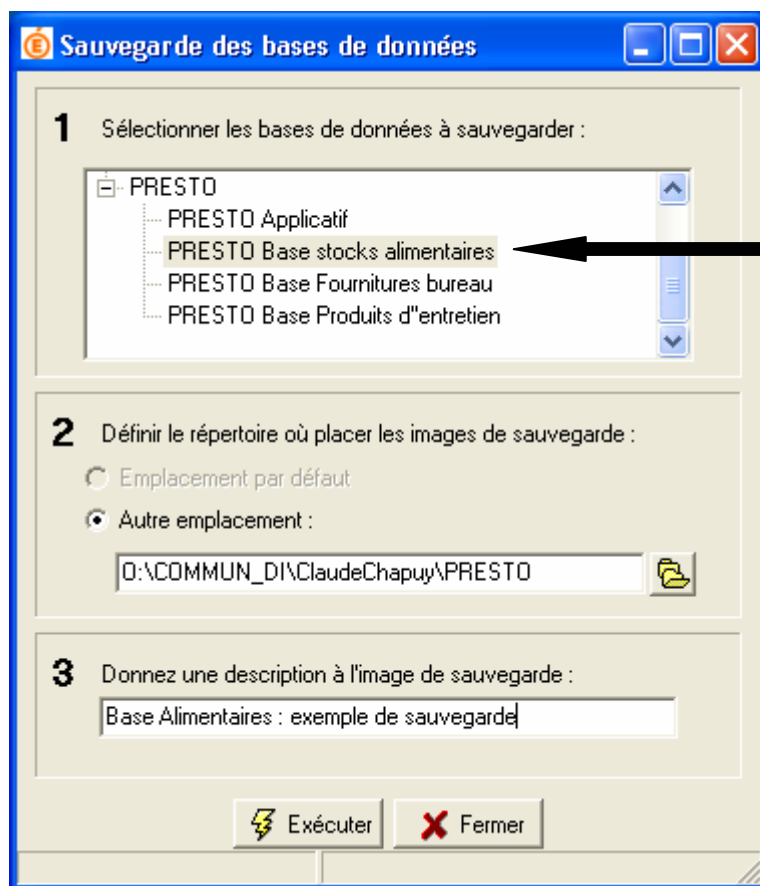 Sauvegarde des bases de données
1 Sélectionner les bases de données à sauvegarder :
PRESTO
PRESTO Applicatif
PRESTO Base stocks alimentaires
PRESTO Base Fournitures bureau
PRESTO Base Produits d''entretien
2 Définir le répertoire où placer les images de sauvegarde :
Emplacement par défaut
Autre emplacement :
O:\COMMUN_DI\ClaudeChapuy\PRESTO
3 Donnez une description à l'image de sauvegarde :
Base Alimentaires : exemple de sauvegarde
Exécuter Fermer